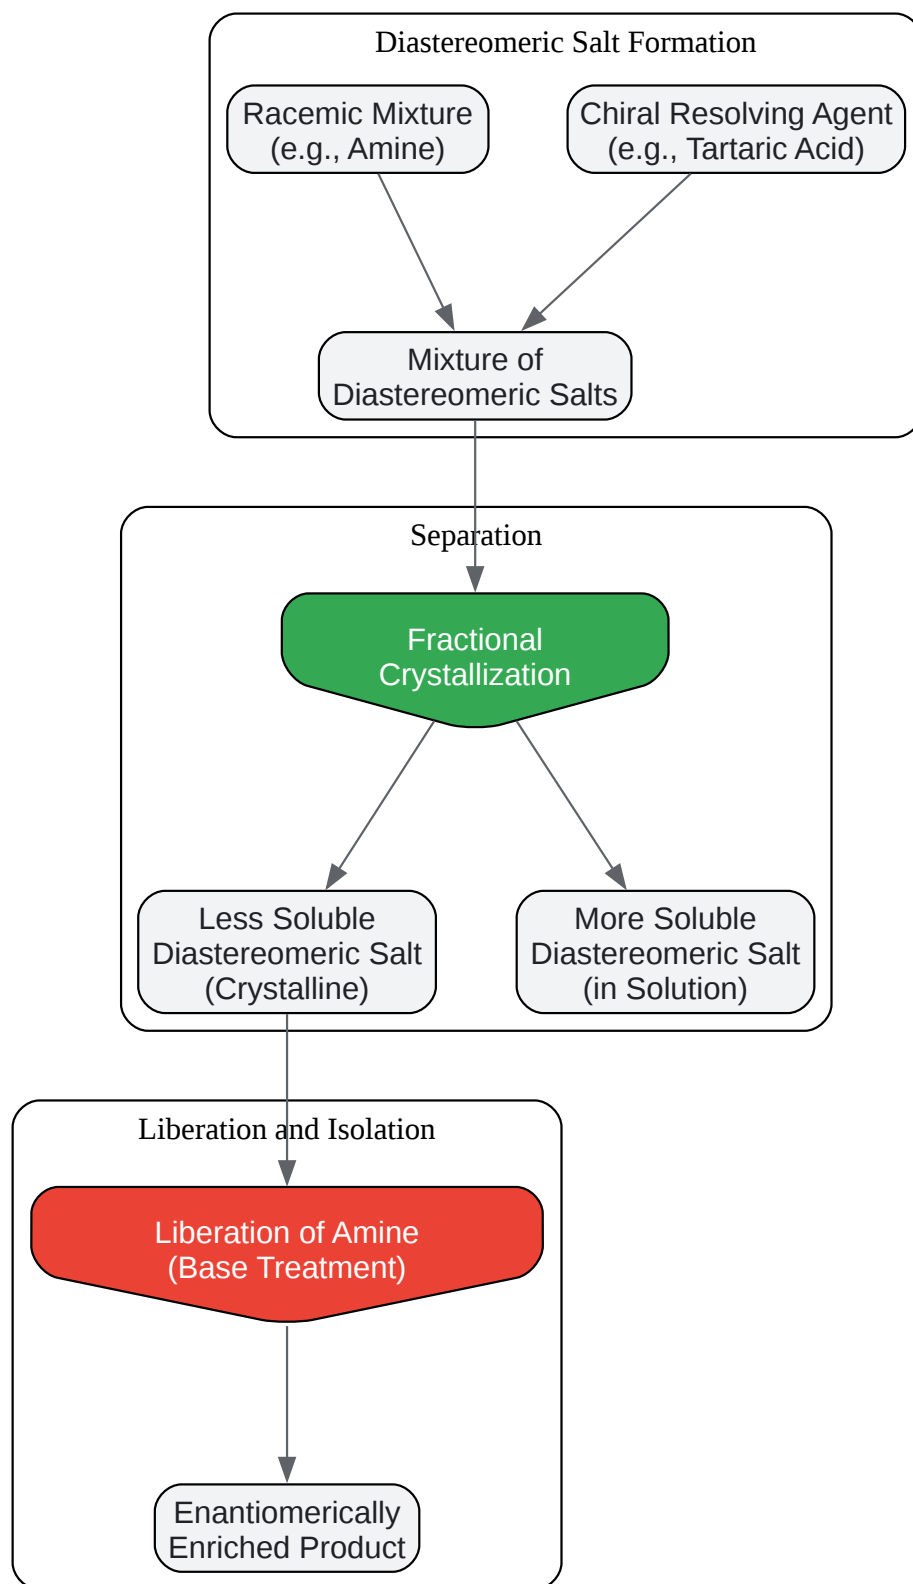 Diastereomeric Salt Formation
Racemic Mixture
(e.g., Amine)
Chiral Resolving Agent
(e.g., Tartaric Acid)
Mixture of
Diastereomeric Salts
Separation
Fractional
Crystallization
Less Soluble
Diastereomeric Salt
(Crystalline)
More Soluble
Diastereomeric Salt
(in Solution)
Liberation and Isolation
Liberation of Amine
(Base Treatment)
Enantiomerically
Enriched Product